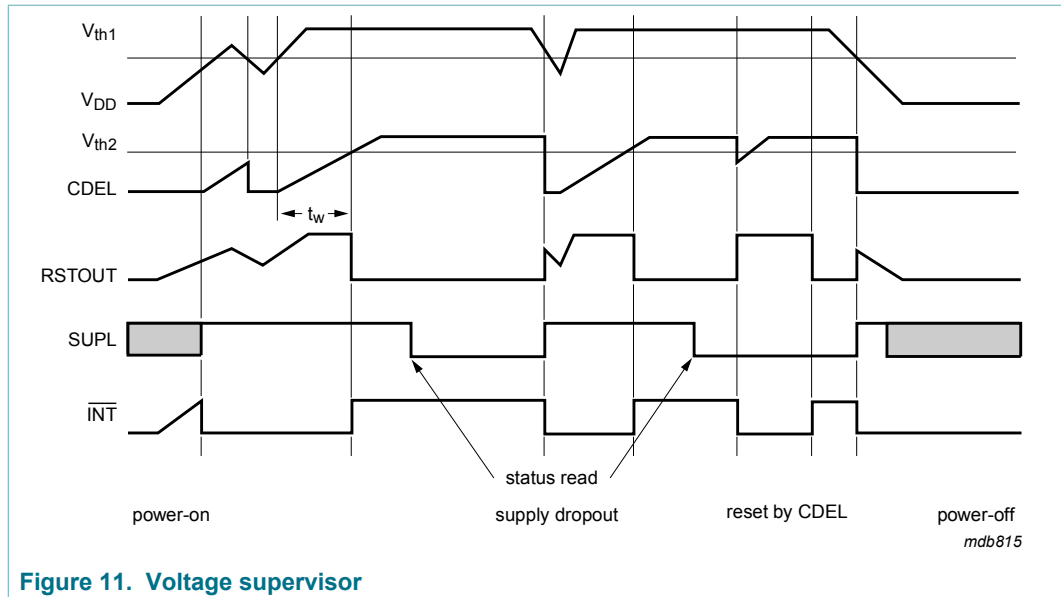 Vth1
VDD
Vth2
CDEL
tw
RSTOUT
SUPL
INT
status read
power-on
supply dropout
reset by CDEL
power-off
mdb815
Figure 11. Voltage supervisor